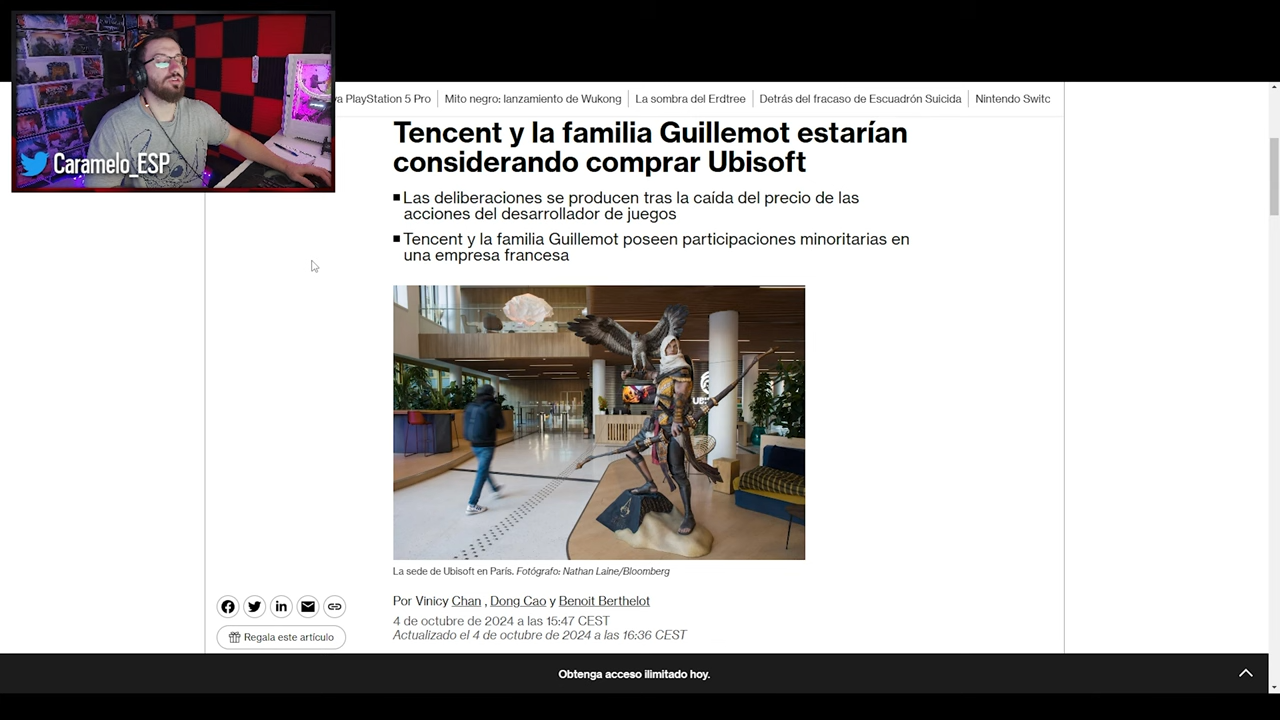 Caramelo_ESP
va PlayStation 5 Pro
Mito negro: lanzamiento de Wukong
La sombra del Erdtree
Detrás del fracaso de Escuadrón Suicida
Nintendo Switc
Tencent y la familia Guillemot estarían
considerando comprar Ubisoft
Las deliberaciones se producen tras la caída del precio de las
acciones del desarrollador de juegos
Tencent y la familia Guillemot poseen participaciones minoritarias en
una empresa francesa
La sede de Ubisoft en París. Fotógrafo: Nathan Laine/Bloomberg
Por Vinicy Chan , Dong Cao y Benoit Berthelot
4 de octubre de 2024 a las 15:47 CEST
Actualizado el 4 de octubre de 2024 a las 16:36 CEST
Regala este artículo
Obtenga acceso ilimitado hoy.